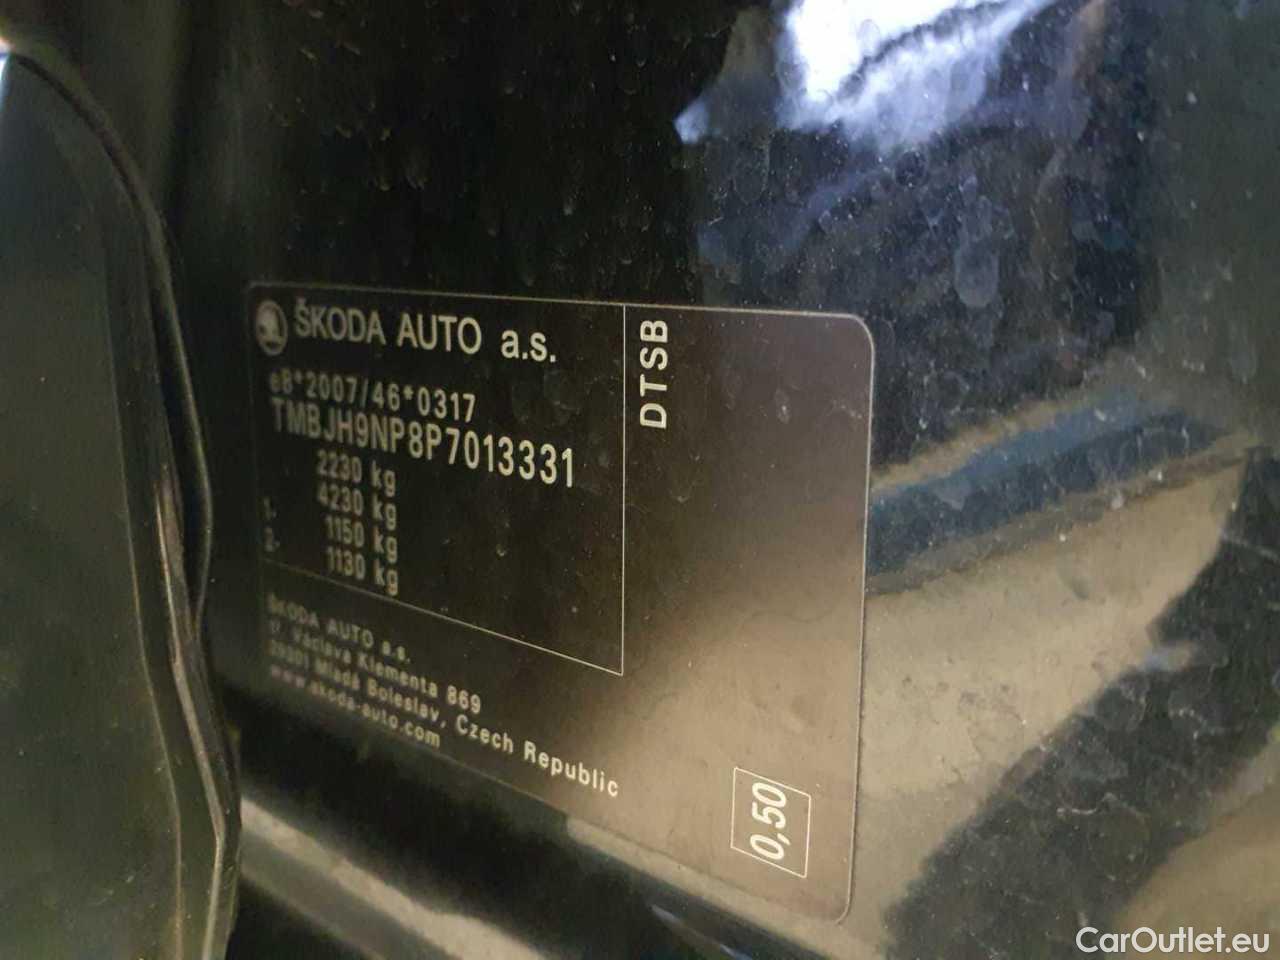 ŠKODA AUTO a.s.
e8*2007/46*0317
TMBJH9NP8P7013331
2230 kg
4230 kg
1- 1150 kg
2- 1130 kg
DTSB
ŠKODA AUTO a.s.
tř. Václava Klementa 869
29301 Mladá Boleslav, Czech Republic
www.skoda-auto.com
0,50
CarOutlet.eu